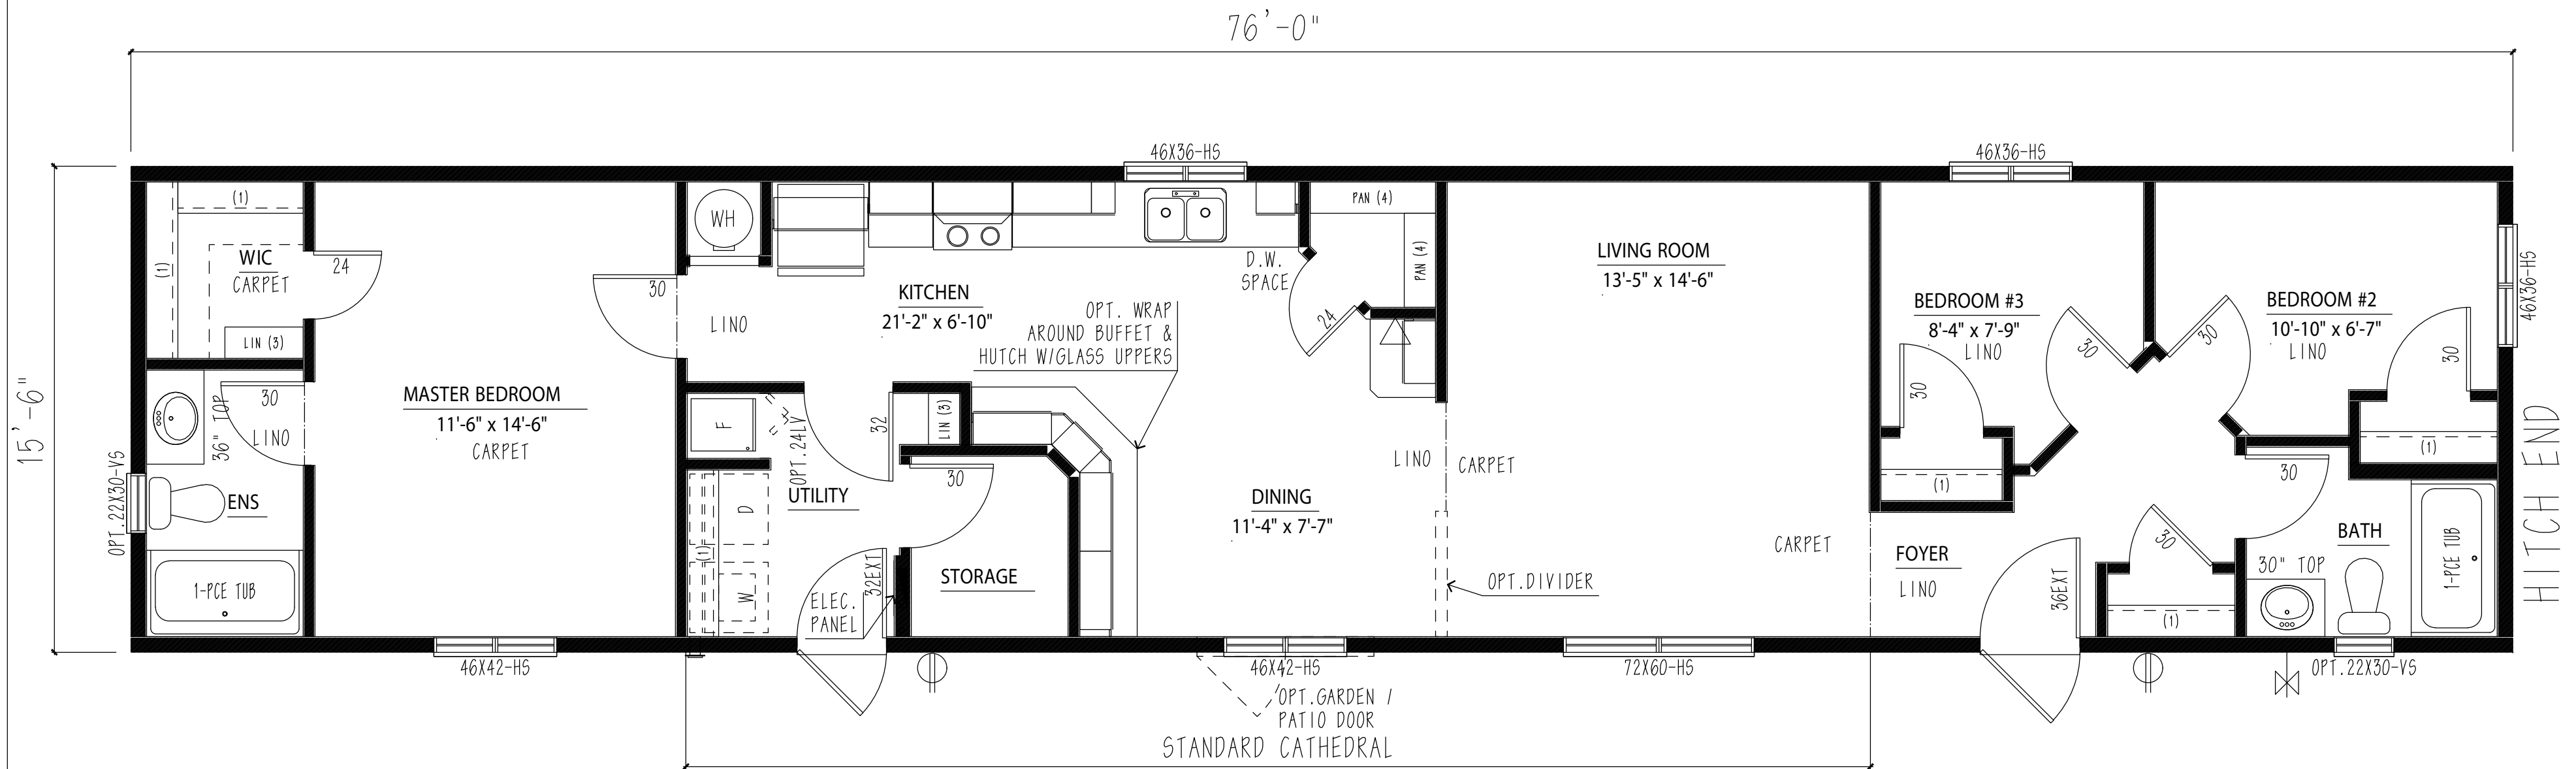 76'-0"
15'-6"
46X36-HS
46X36-HS
(1)
(1)
WIC
CARPET
24
LIN (3)
30
36" TOP
LINO
ENS
OPT.22X30-VS
1-PCE TUB
MASTER BEDROOM
11'-6" x 14'-6"
CARPET
30
46X42-HS
WH
LINO
KITCHEN
21'-2" x 6'-10"
OPT. WRAP
AROUND BUFFET &
HUTCH W/GLASS UPPERS
D.W.
SPACE
PAN (4)
PAN (4)
24
F
OPT.24LV
32
LIN (3)
UTILITY
30
D
(1)
W
32EXT
ELEC.
PANEL
STORAGE
DINING
11'-4" x 7'-7"
LINO
CARPET
46X42-HS
OPT.GARDEN /
PATIO DOOR
STANDARD CATHEDRAL
LIVING ROOM
13'-5" x 14'-6"
OPT.DIVIDER
CARPET
72X60-HS
BEDROOM #3
8'-4" x 7'-9"
LINO
30
30
(1)
BEDROOM #2
10'-10" x 6'-7"
LINO
30
30
(1)
46X36-HS
HITCH END
FOYER
LINO
36EXT
30
(1)
30
BATH
30" TOP
1-PCE TUB
OPT.22X30-VS